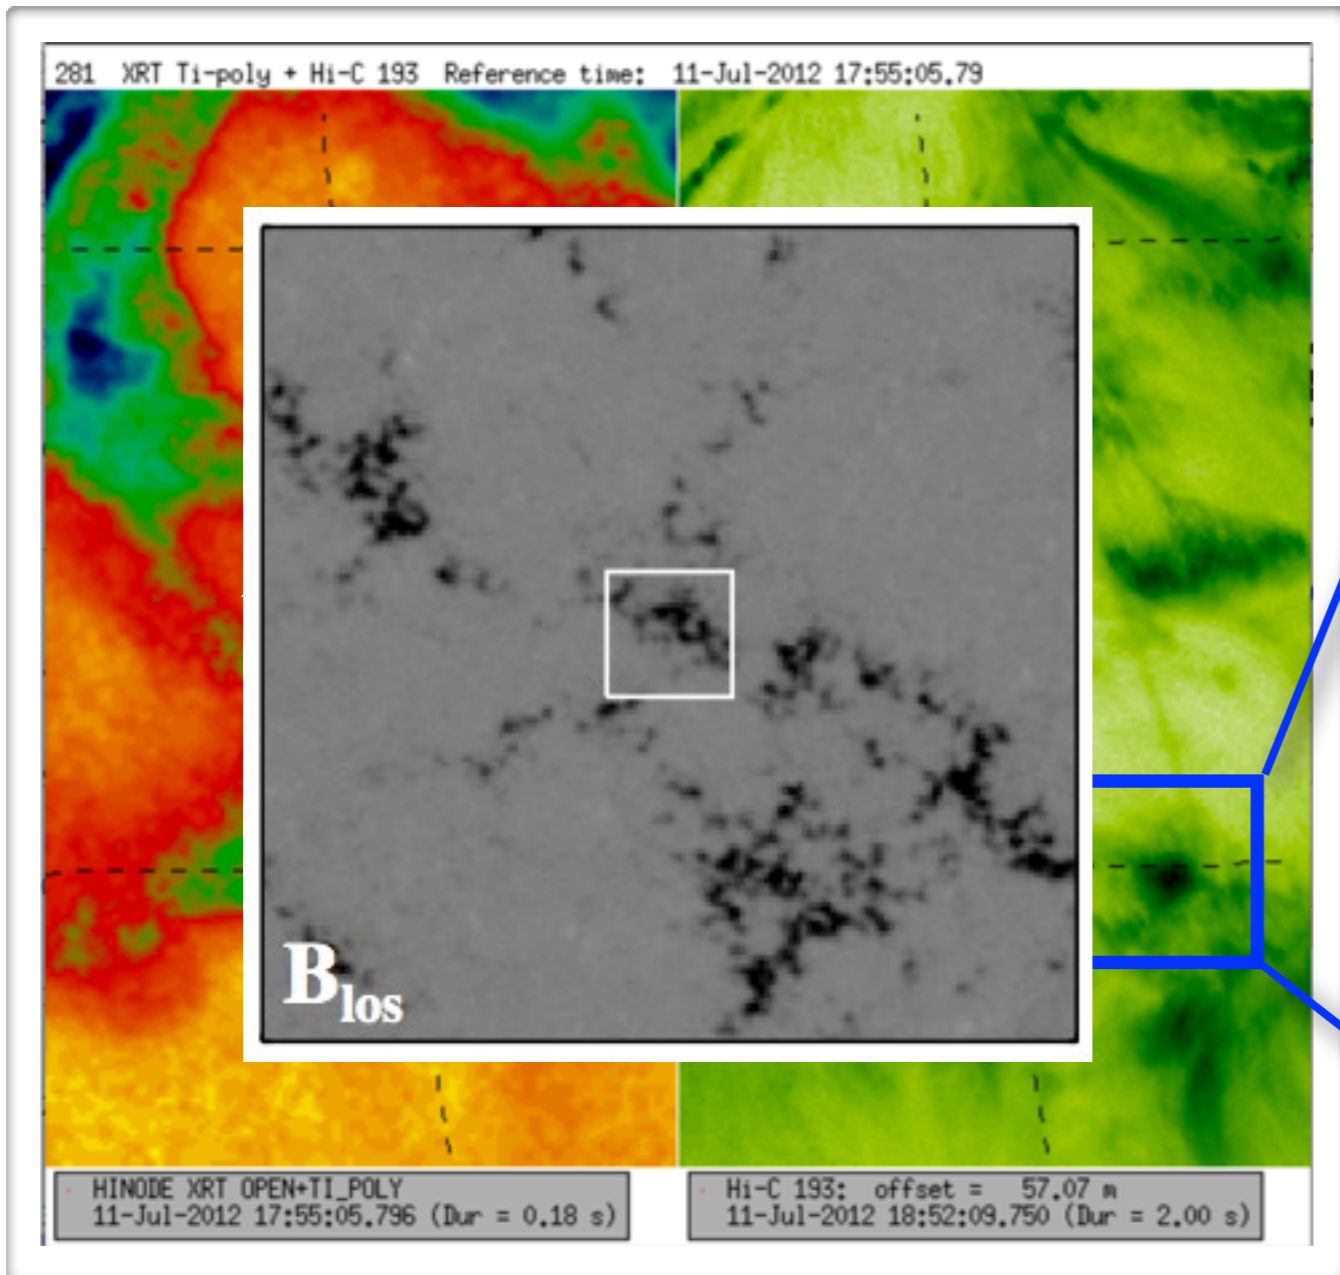 281 XRT Ti-poly + Hi-C 193 Reference time: 11-Jul-2012 17:55:05.79
Blos
HINODE XRT OPEN+TI_POLY
11-Jul-2012 17:55:05.796 (Dur = 0.18 s)
Hi-C 193: offset = 57.07 m
11-Jul-2012 18:52:09.750 (Dur = 2.00 s)